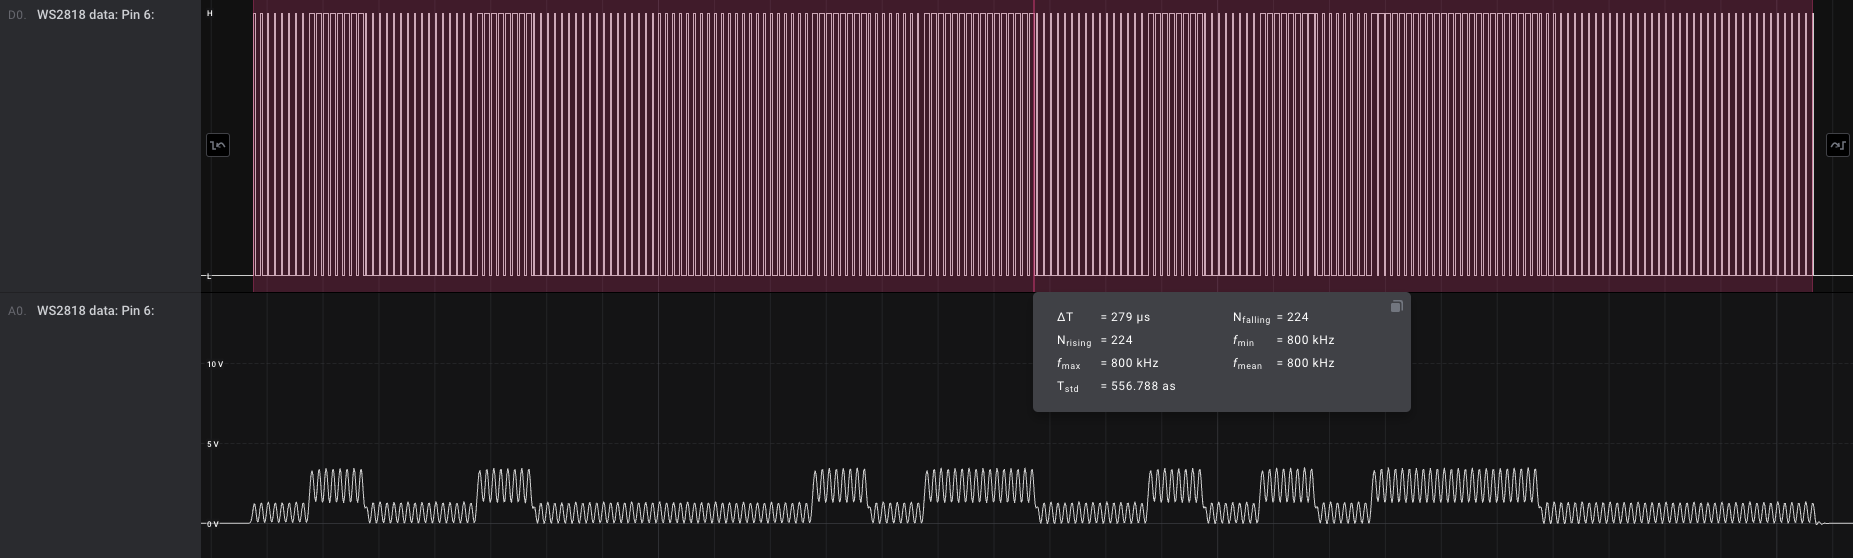 D0. WS2818 data: Pin 6:
H
L
A0. WS2818 data: Pin 6:
10 V
5 V
0 V
ΔT = 279 μs Nfalling = 224
Nrising = 224 fmin = 800 kHz
fmax = 800 kHz fmean = 800 kHz
Tstd = 556.788 as